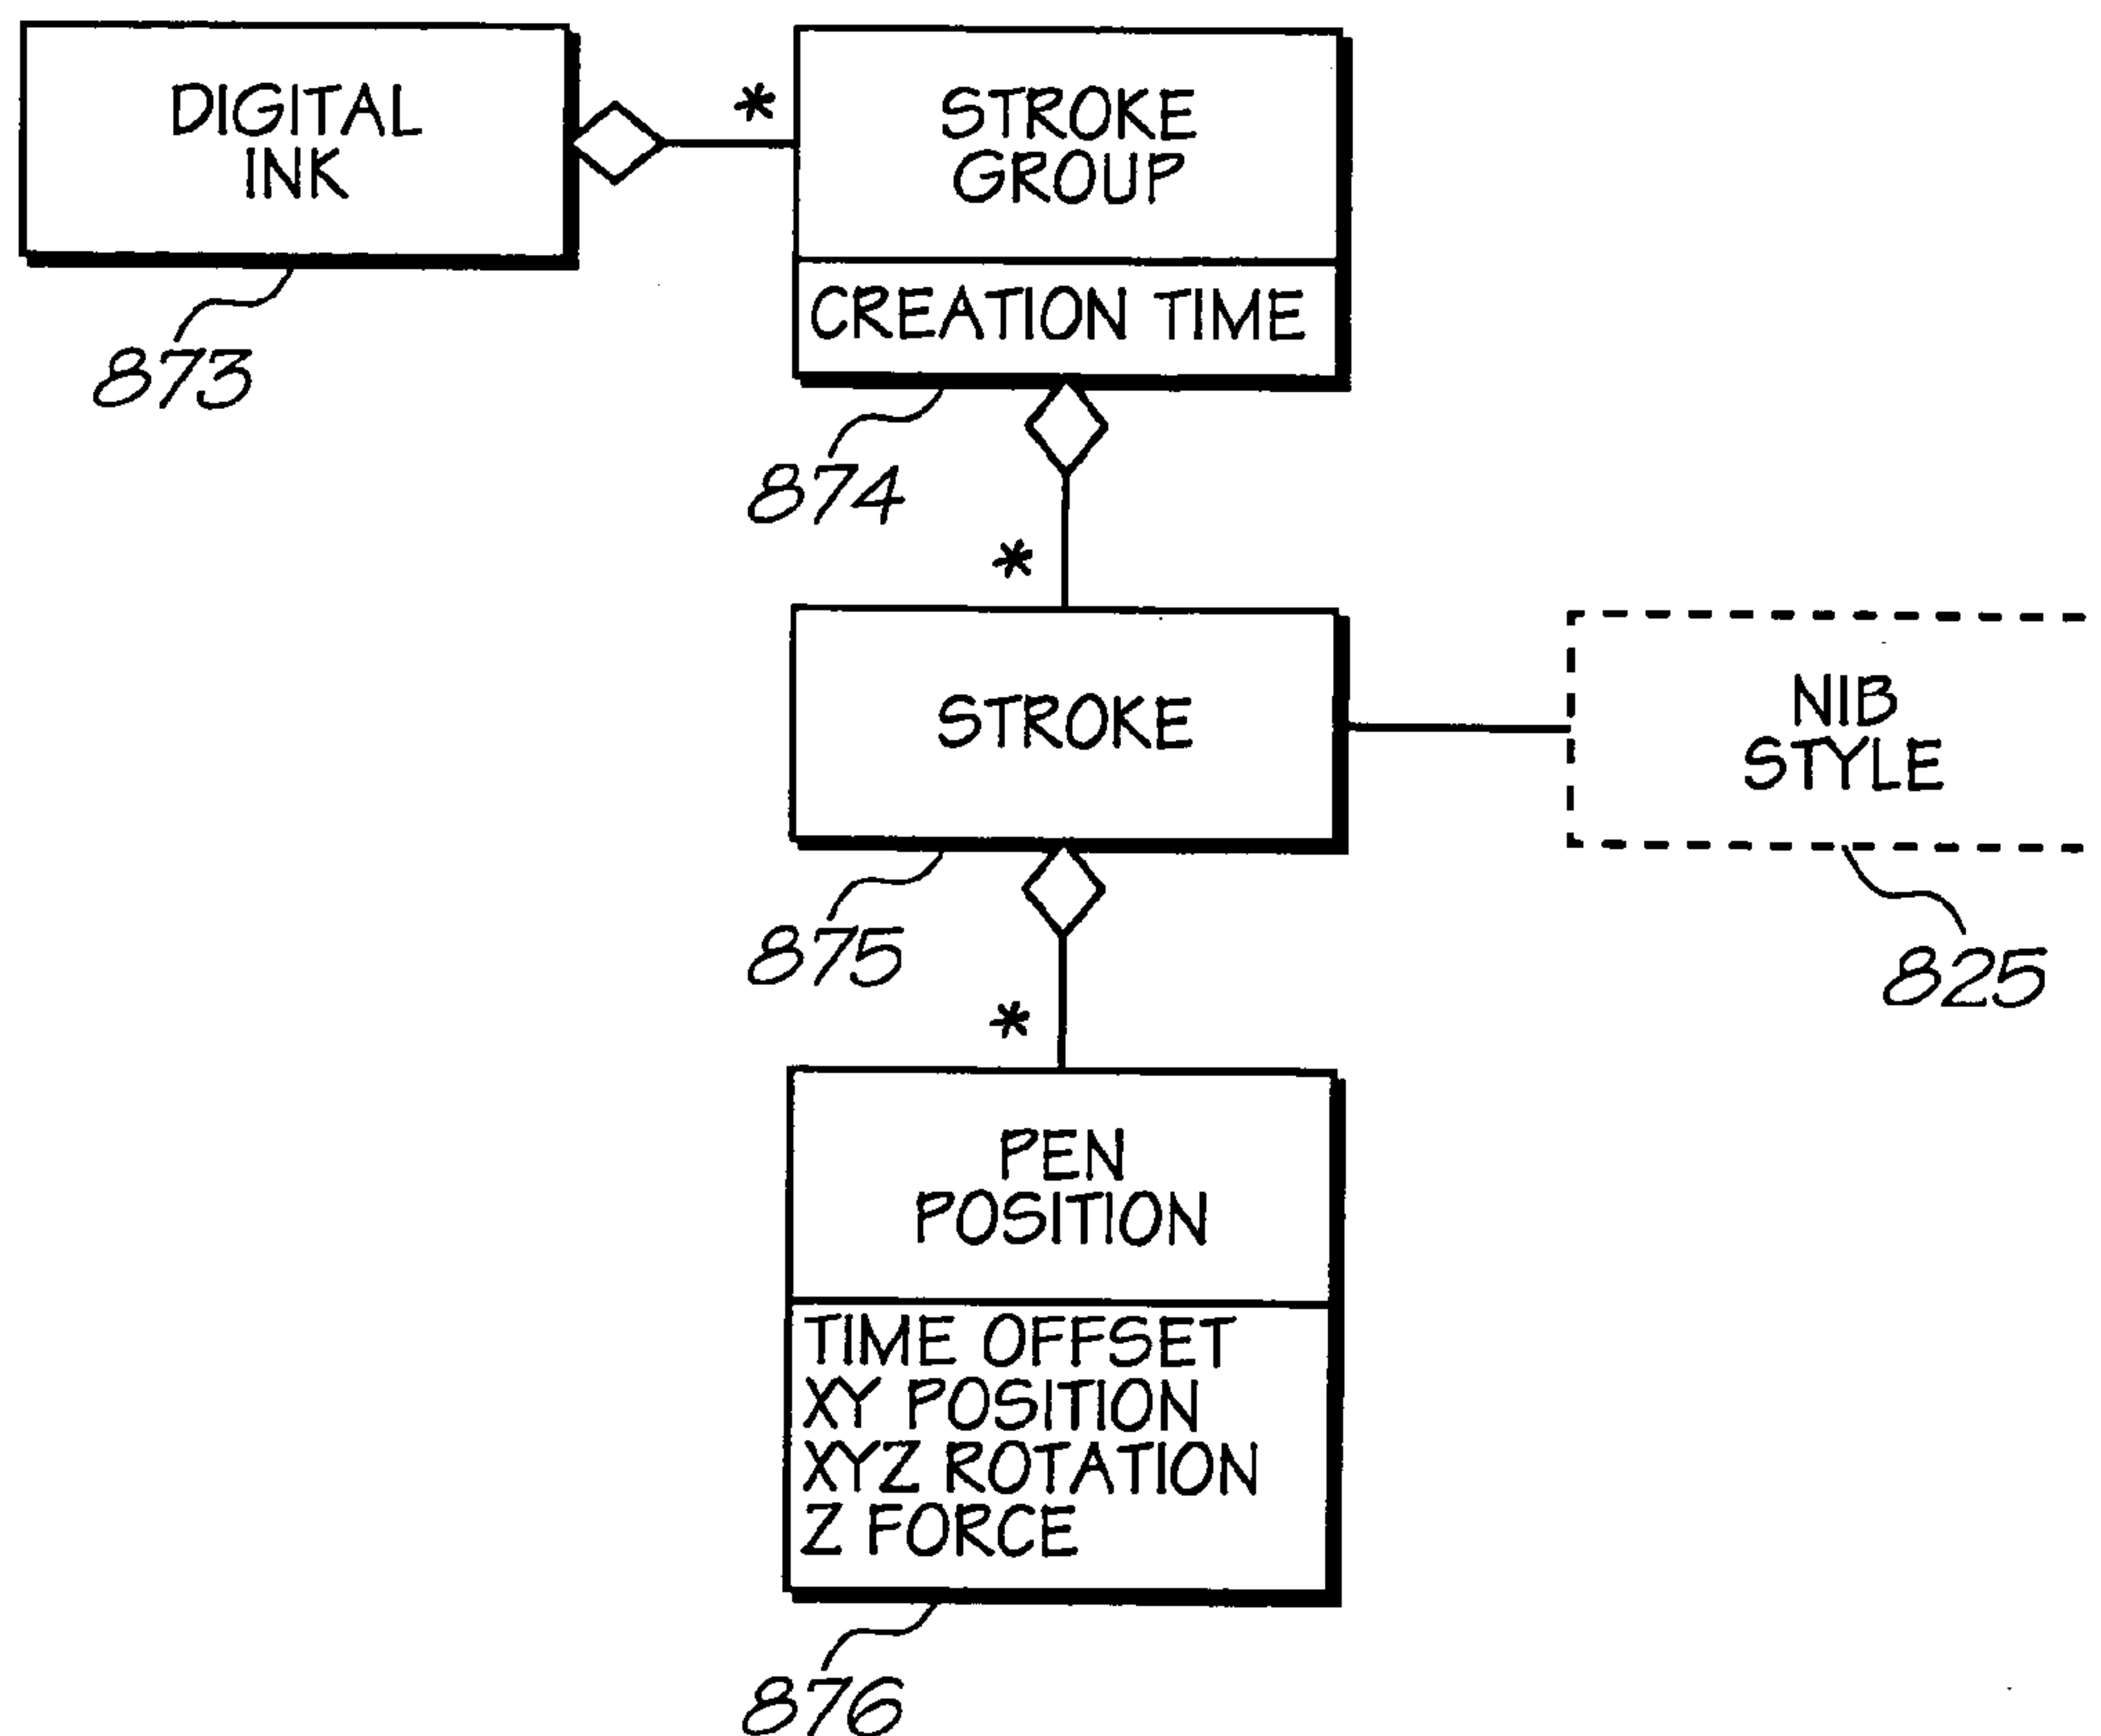 DIGITAL
INK
*
STROKE
GROUP
CREATION TIME
873
874
*
STROKE
NIB
STYLE
875
825
*
PEN
POSITION
TIME OFFSET
XY POSITION
XYZ ROTATION
Z FORCE
876